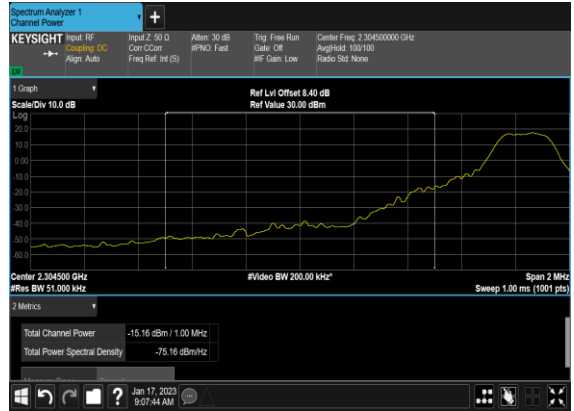 Spectrum Analyzer 1
Channel Power
KEYSIGHT
Input: RF
Coupling: DC
Align: Auto
Input Z: 50 Ω
Corr CCorr
Freq Ref: Int (S)
Atten: 30 dB
#PNO: Fast
Trig: Free Run
Gate: Off
#IF Gain: Low
Center Freq: 2.304500000 GHz
Avg|Hold: 100/100
Radio Std: None
1 Graph
Scale/Div 10.0 dB
Ref Lvl Offset 8.40 dB
Ref Value 30.00 dBm
Log
20.0
10.0
0.00
-10.0
-20.0
-30.0
-40.0
-50.0
-60.0
Center 2.304500 GHz
#Video BW 200.00 kHz*
Span 2 MHz
#Res BW 51.000 kHz
Sweep 1.00 ms (1001 pts)
2 Metrics
Total Channel Power -15.16 dBm / 1.00 MHz
Total Power Spectral Density -75.16 dBm/Hz
?
Jan 17, 2023
9:07:44 AM